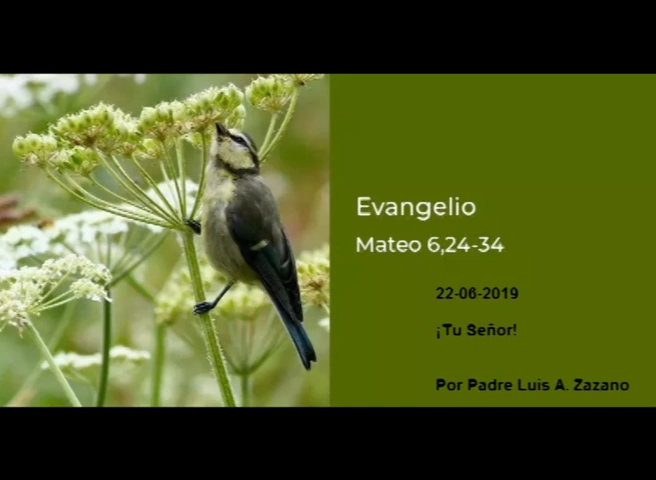 Evangelio
Mateo 6,24-34
22-06-2019
¡Tu Señor!
Por Padre Luis A. Zazano